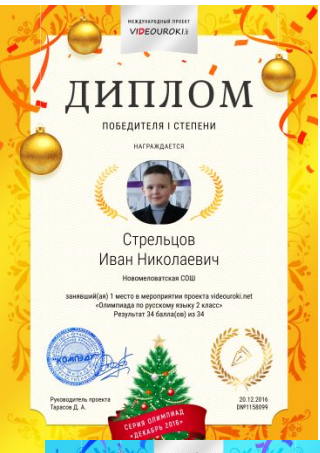 МЕЖДУНАРОДНЫЙ ПРОЕКТ
VIDEOUROKI
ДИПЛОМ
ПОБЕДИТЕЛЯ I СТЕПЕНИ
НАГРАЖДАЕТСЯ
Стрельцов
Иван Николаевич
Новомеловатская СОШ
занявший(ая) 1 место в мероприятии проекта videouroki.net
«Олимпиада по русскому языку 2 класс»
Результат 34 балла(ов) из 34
"КОМПЭДУ"
Руководитель проекта
Тарасов Д. А.
20.12.2016
DN№1158099
СЕРИЯ ОЛИМПИАД
«ДЕКАБРЬ 2016»